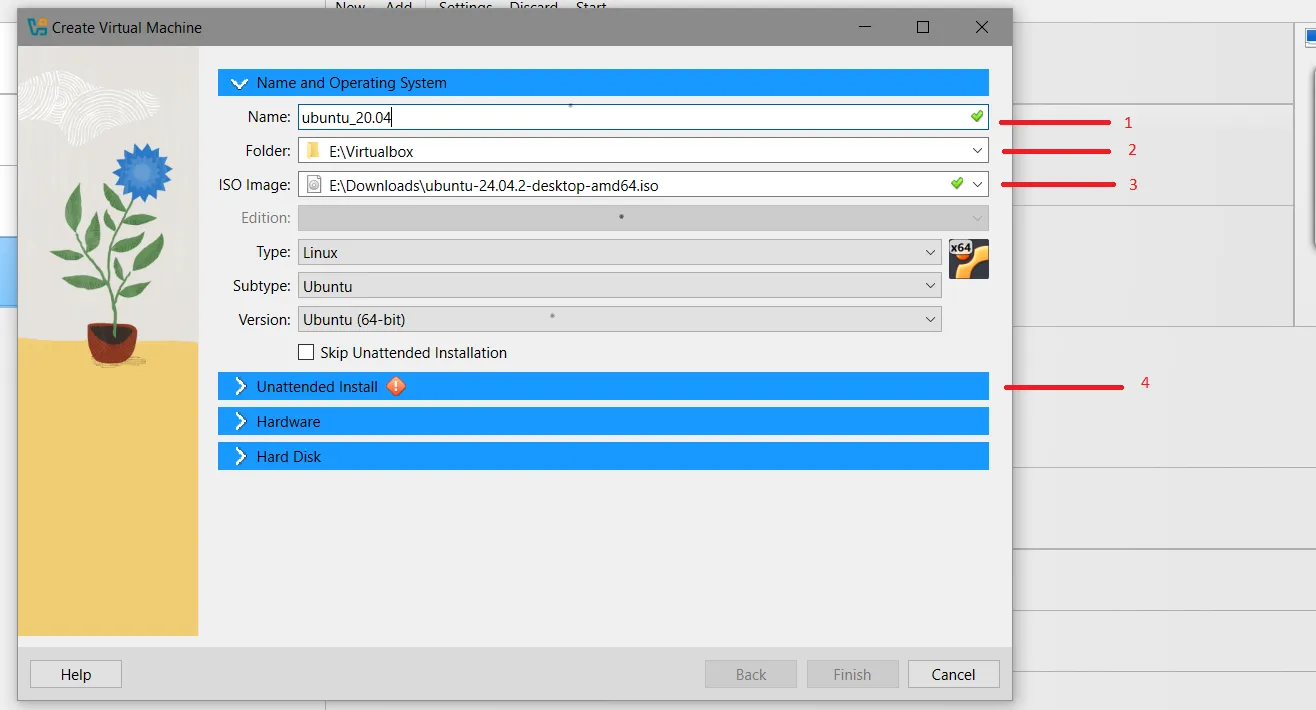 New Add Settings Discard Start
Create Virtual Machine
Name and Operating System
Name: ubuntu_20.04 1
Folder: E:\Virtualbox 2
ISO Image: E:\Downloads\ubuntu-24.04.2-desktop-amd64.iso 3
Edition:
Type: Linux x64
Subtype: Ubuntu
Version: Ubuntu (64-bit)
Skip Unattended Installation
Unattended Install 4
Hardware
Hard Disk
Help Back Finish Cancel